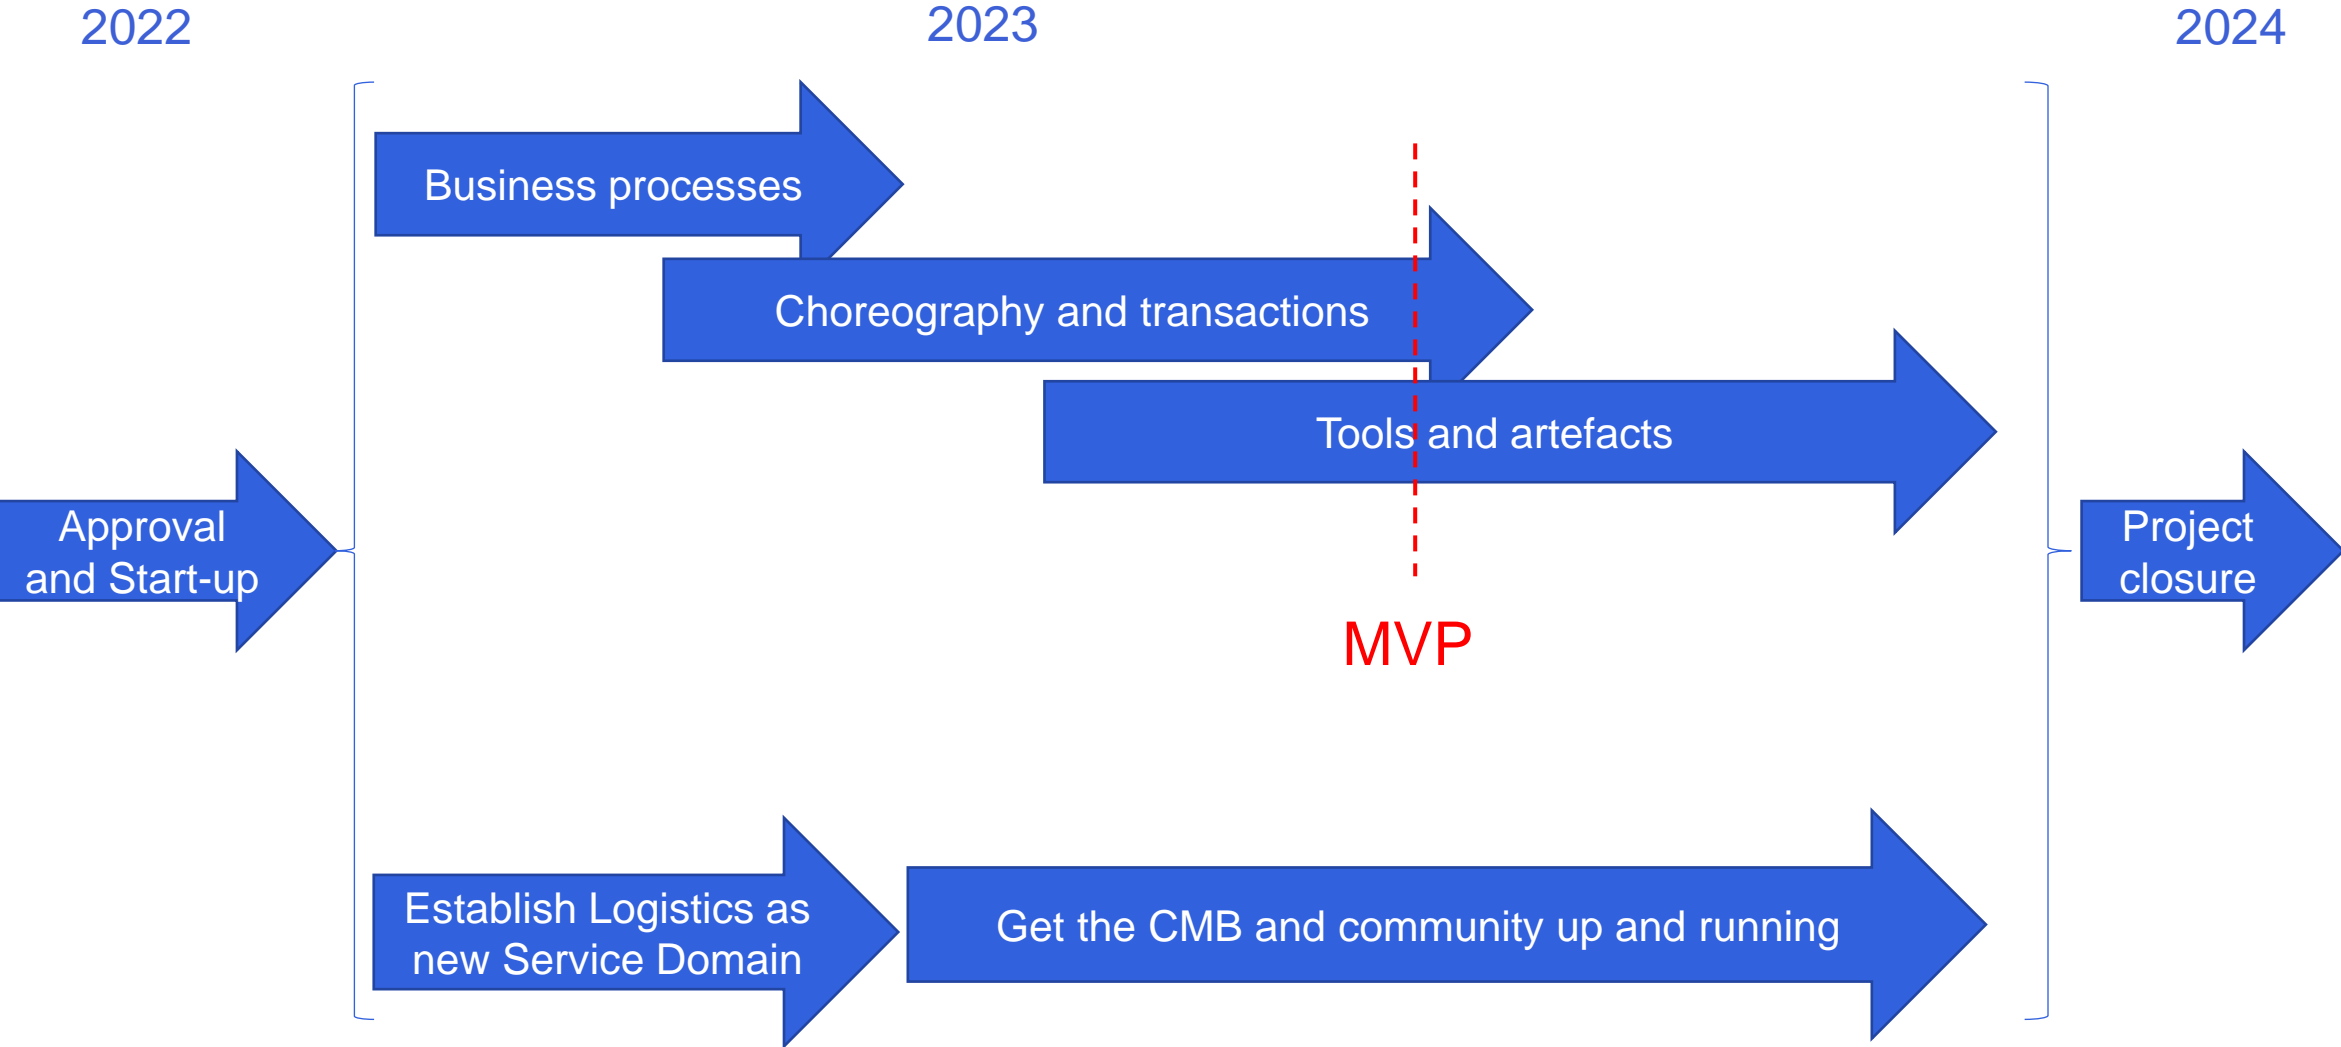 2022
2023
2024
Business processes
Choreography and transactions
Tools and artefacts
Approval
and Start-up
Project
closure
MVP
Establish Logistics as
new Service Domain
Get the CMB and community up and running